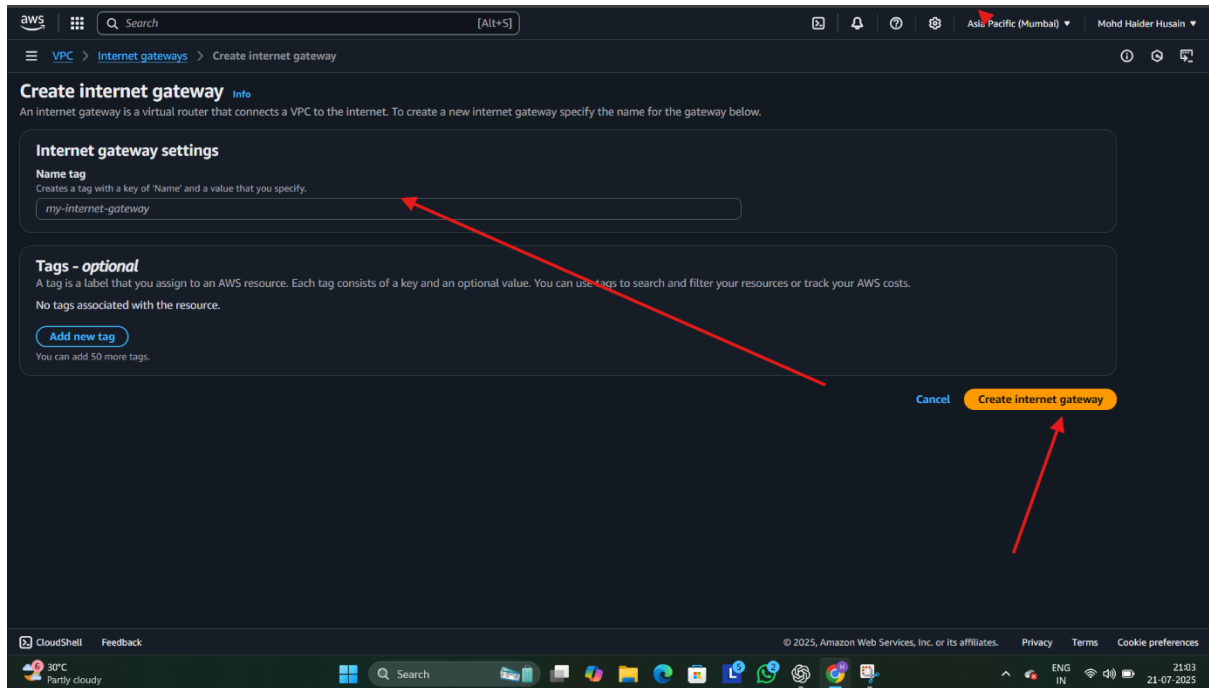 aws
Search [Alt+S]
Asia Pacific (Mumbai) ▼
Mohd Haider Husain ▼
VPC > Internet gateways > Create internet gateway
Create internet gateway Info
An internet gateway is a virtual router that connects a VPC to the internet. To create a new internet gateway specify the name for the gateway below.
Internet gateway settings
Name tag
Creates a tag with a key of 'Name' and a value that you specify.
my-internet-gateway
Tags - optional
A tag is a label that you assign to an AWS resource. Each tag consists of a key and an optional value. You can use tags to search and filter your resources or track your AWS costs.
No tags associated with the resource.
Add new tag
You can add 50 more tags.
Cancel
Create internet gateway
CloudShell Feedback
© 2025, Amazon Web Services, Inc. or its affiliates. Privacy Terms Cookie preferences
6
30°C
Partly cloudy
Search
L 5
2
H
ENG
IN
21:03
21-07-2025